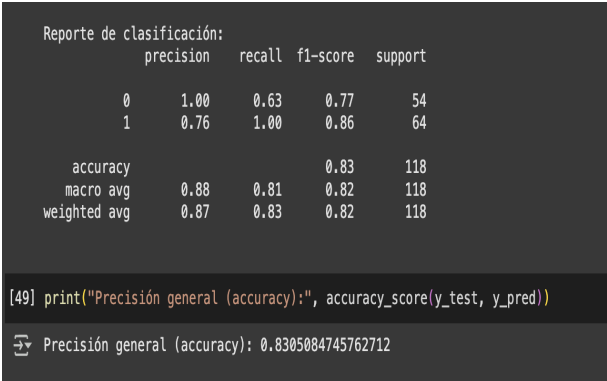 Reporte de clasificación:
precision recall f1-score support
0 1.00 0.63 0.77 54
1 0.76 1.00 0.86 64
accuracy 0.83 118
macro avg 0.88 0.81 0.82 118
weighted avg 0.87 0.83 0.82 118
[49] print("Precisión general (accuracy):", accuracy_score(y_test, y_pred))
Precisión general (accuracy): 0.8305084745762712